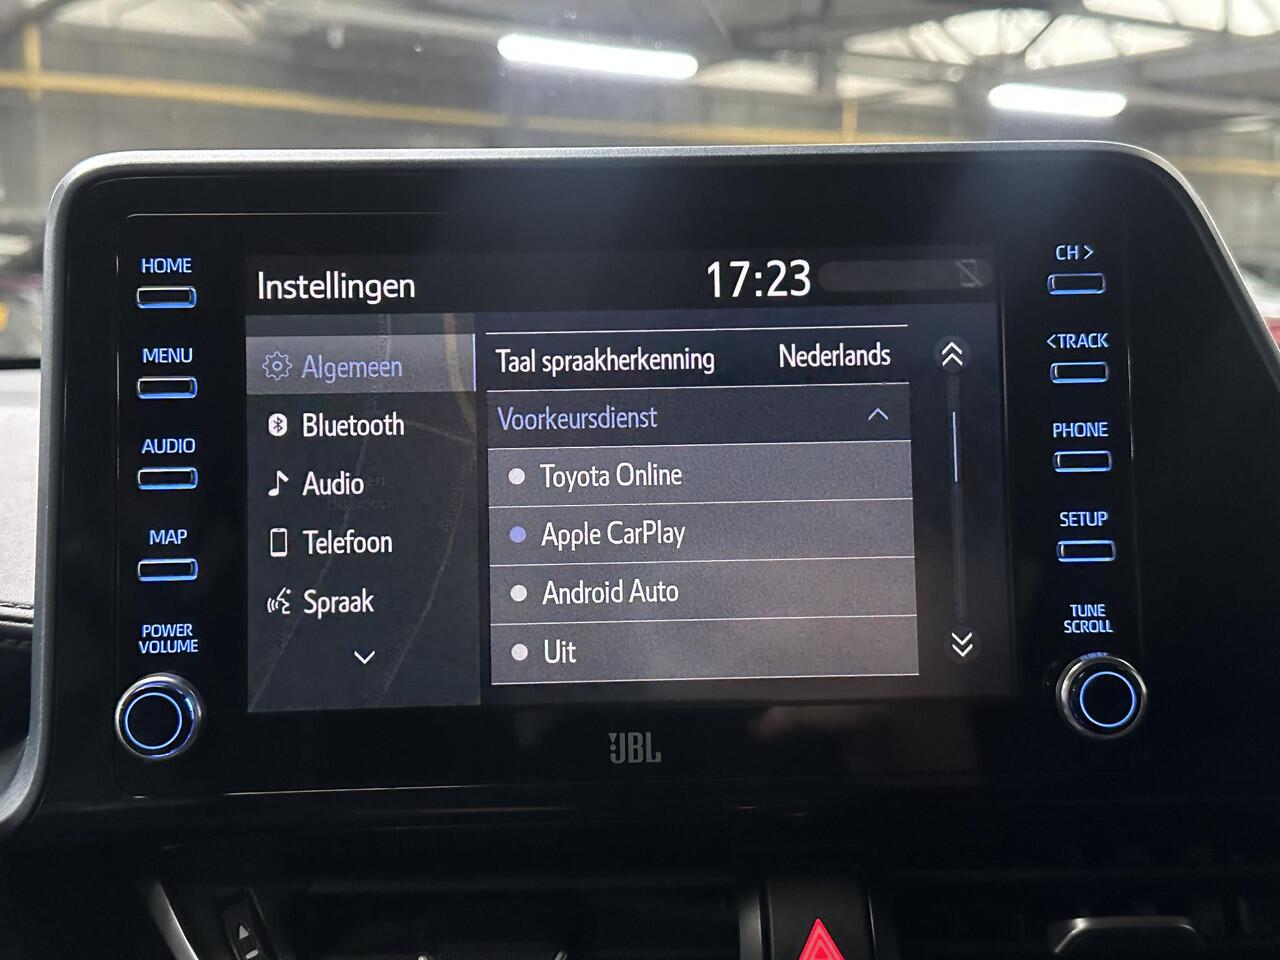 HOME
MENU
AUDIO
MAP
POWER
VOLUME
Instellingen
17:23
Algemeen
Bluetooth
Audio
Telefoon
Spraak
Taal spraakherkenning Nederlands
Voorkeursdienst
Toyota Online
Apple CarPlay
Android Auto
Uit
CH >
< TRACK
PHONE
SETUP
TUNE
SCROLL
JBL